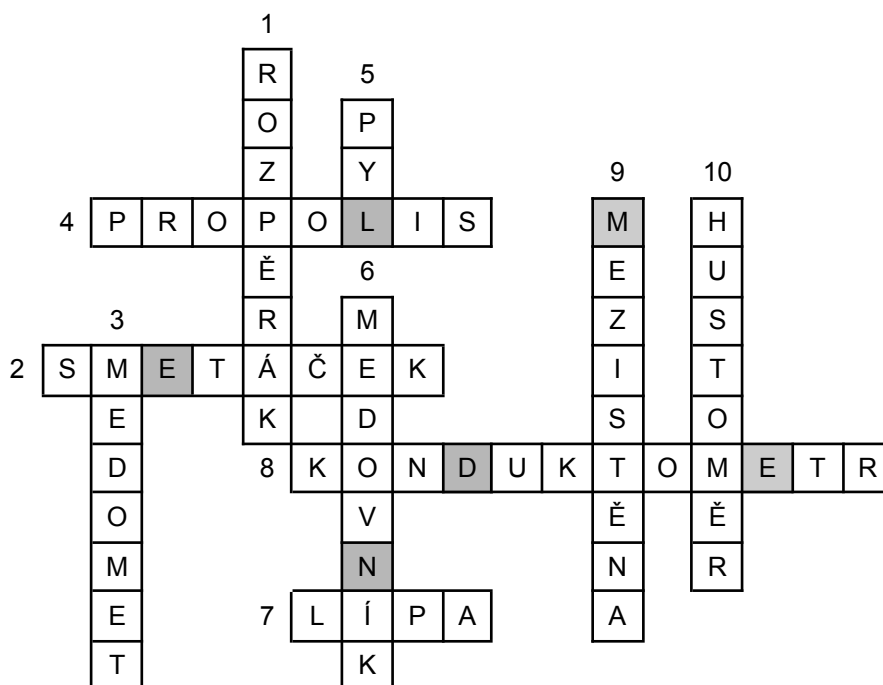 1
R 5
O P
Z Y 9 10
4 P R O P O L I S M H
Ě 6 E U
3 R M Z S
2 S M E T Á Č E K I T
E K D S O
D 8 K O N D U K T O M E T R
O V Ě Ě
M N N R
E 7 L Í P A A
T K